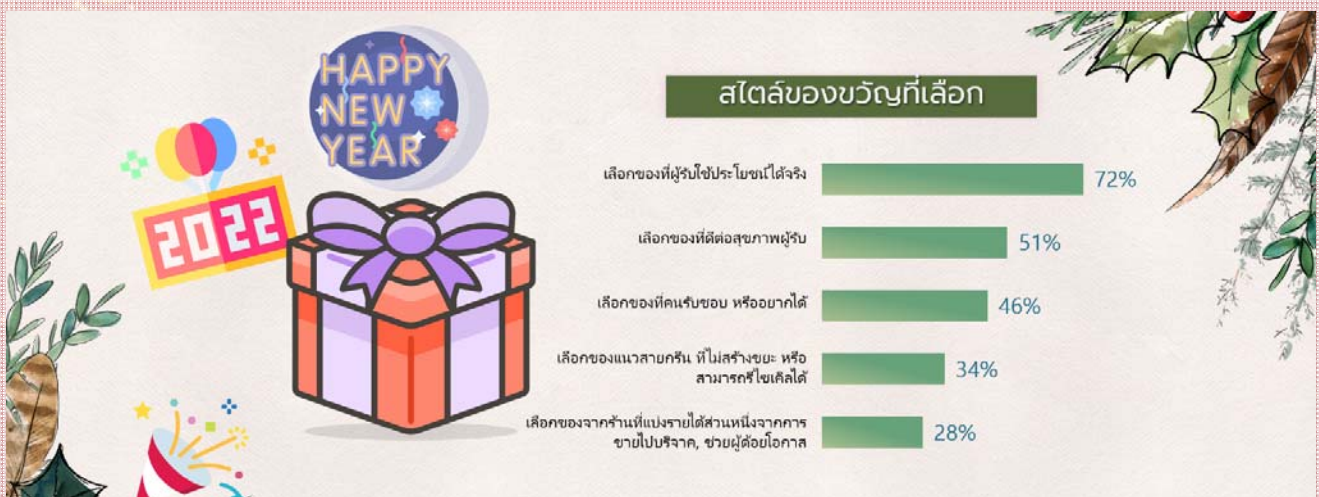 HAPPY
NEW
YEAR
2022
สไตล์ของขวัญที่เลือก
เลือกของที่ผู้รับใช้ประโยชน์ได้จริง
72%
เลือกของที่ดีต่อสุขภาพผู้รับ
51%
เลือกของที่คนรับชอบ หรืออยากได้
46%
เลือกของแนวสายกรีน ที่ไม่สร้างขยะ หรือ
สามารถรีไซเคิลได้
34%
เลือกของจากร้านที่แบ่งรายได้ส่วนหนึ่งจากการ
ขายไปบริจาค, ช่วยผู้ด้อยโอกาส
28%